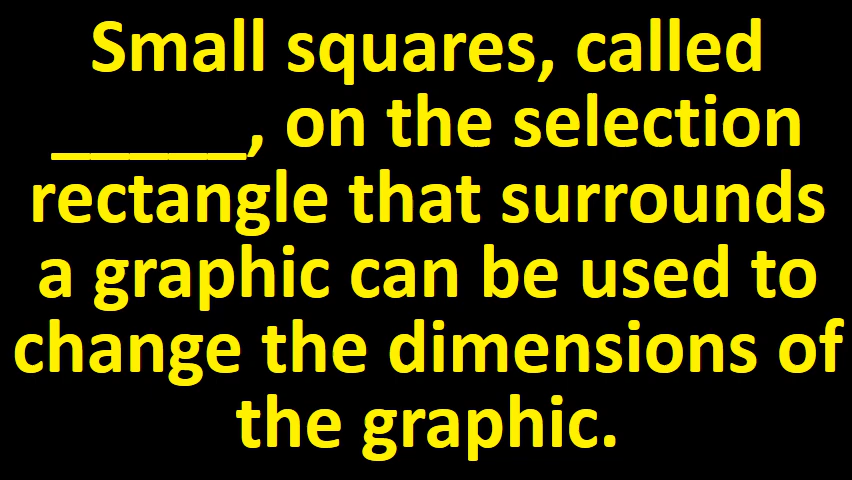 Small squares, called
_____, on the selection
rectangle that surrounds
a graphic can be used to
change the dimensions of
the graphic.